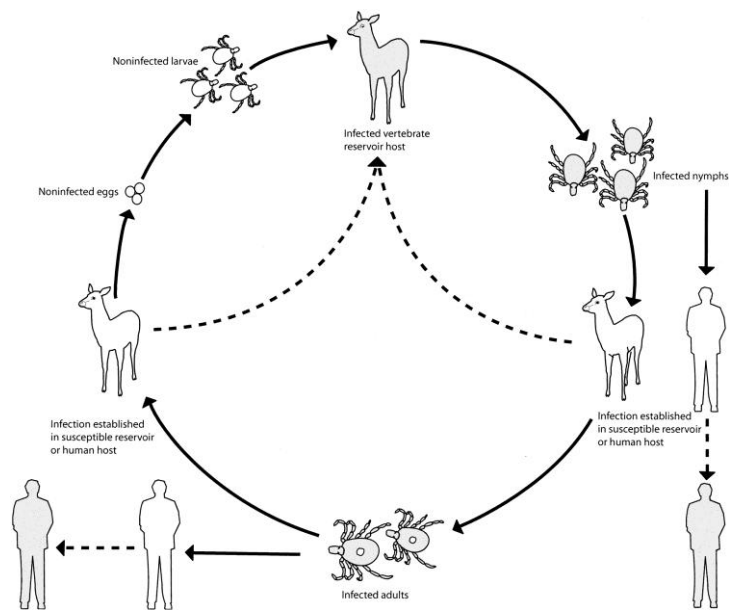 Noninfected larvae
Infected vertebrate
reservoir host
Infected nymphs
Noninfected eggs
Infection established
in susceptible reservoir
or human host
Infection established
in susceptible reservoir
or human host
Infected adults